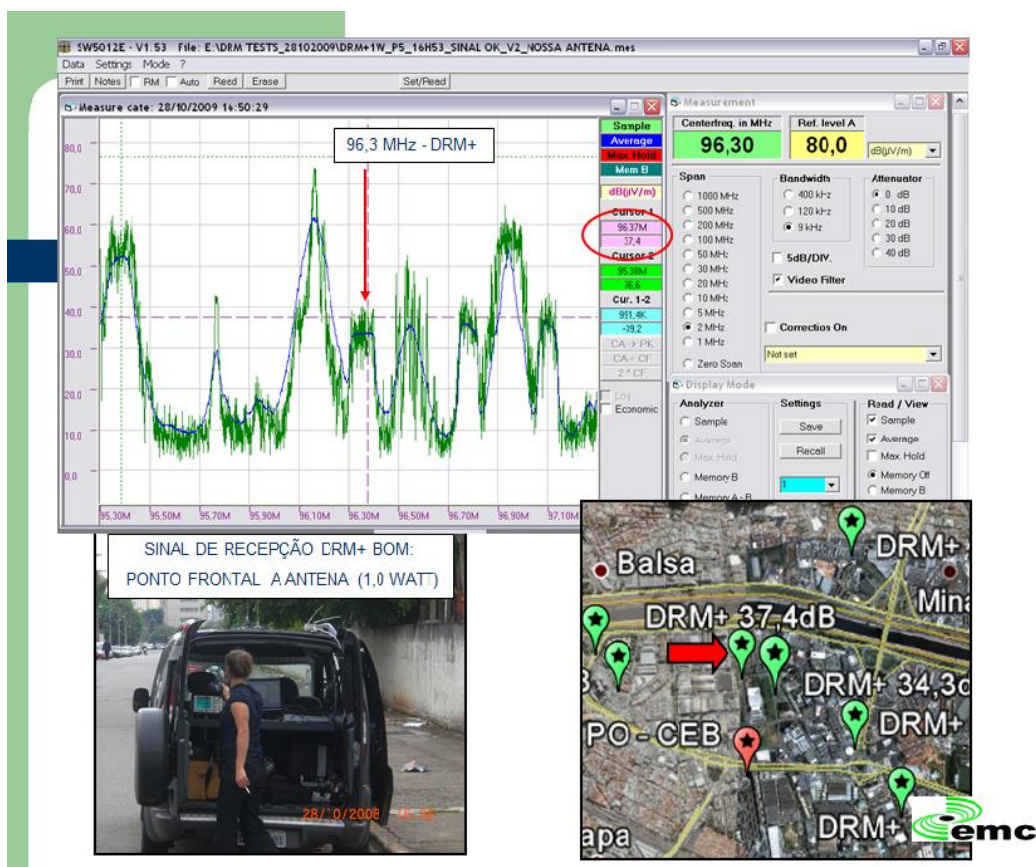 SW5012E - V1.53 File: E:\DRM TESTS_28102009\DRM+1W_P5_16H53_SINAL OK_V2_NOSSA ANTENA.mes
Data Settings Mode ?
Print Notes RM Auto Reed Erase Set/Read
Measure cate: 28/10/2009 16:50:29
96,3 MHz - DRM+
80,0
70,0
60,0
50,0
40,0
30,0
20,0
10,0
0,0
95,30M 95,50M 95,70M 95,90M 96,10M 96,30M 96,50M 96,70M 96,90M 97,10M
Sample
Average
Max. Hold
Mem B
dB(µV/m)
Cursor 1
96,37M
37,4
Cursor 2
95,38M
76,6
Cur. 1-2
991,4K
-39,2
CA -> PK
CA - CF
2 * CF
Log
Economic
Measurement
Centerfreq. in MHz Ref. level A
96,30 80,0 dB(µV/m)
Span Bandwidth Attenuator
1000 MHz 400 kHz 0 dB
500 MHz 120 kHz 10 dB
200 MHz 9 kHz 20 dB
100 MHz 30 dB
50 MHz 40 dB
30 MHz 5dB/DIV.
20 MHz Video Filter
10 MHz
5 MHz
2 MHz Correction On
1 MHz
Not set
Zero Span
Display Mode
Analyzer Settings Read / View
Sample Save Sample
Average Average
Max. Hold Recall Max. Hold
Memory B 1 Memory Off
Memory A - B Memory B
SINAL DE RECEPÇÃO DRM+ BOM:
PONTO FRONTAL A ANTENA (1,0 WATT)
28/10/2008
DRM+
Balsa
Mina
DRM+ 37,4dB
DRM+ 34,3d
PO - CEB
DRM+
apa
DRM+
emc